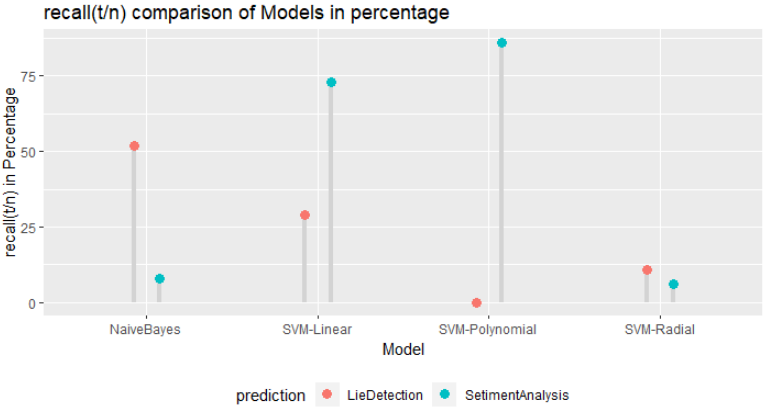 recall(t/n) comparison of Models in percentage
recall(t/n) in Percentage
75
50
25
0
NaiveBayes SVM-Linear SVM-Polynomial SVM-Radial
Model
prediction LieDetection SetimentAnalysis